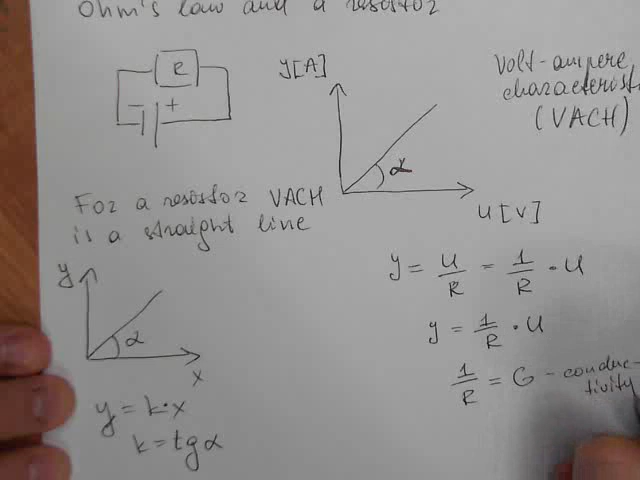 Ohm's law and a resistor
R
- +
y[A]
α
U[V]
Volt-ampere
characterist
(VACH)
For a resistor VACH
is a straight line
y
α
x
y = k·x
k = tgα
y = U/R = 1/R · U
y = 1/R · U
1/R = G - conduc-
tivity